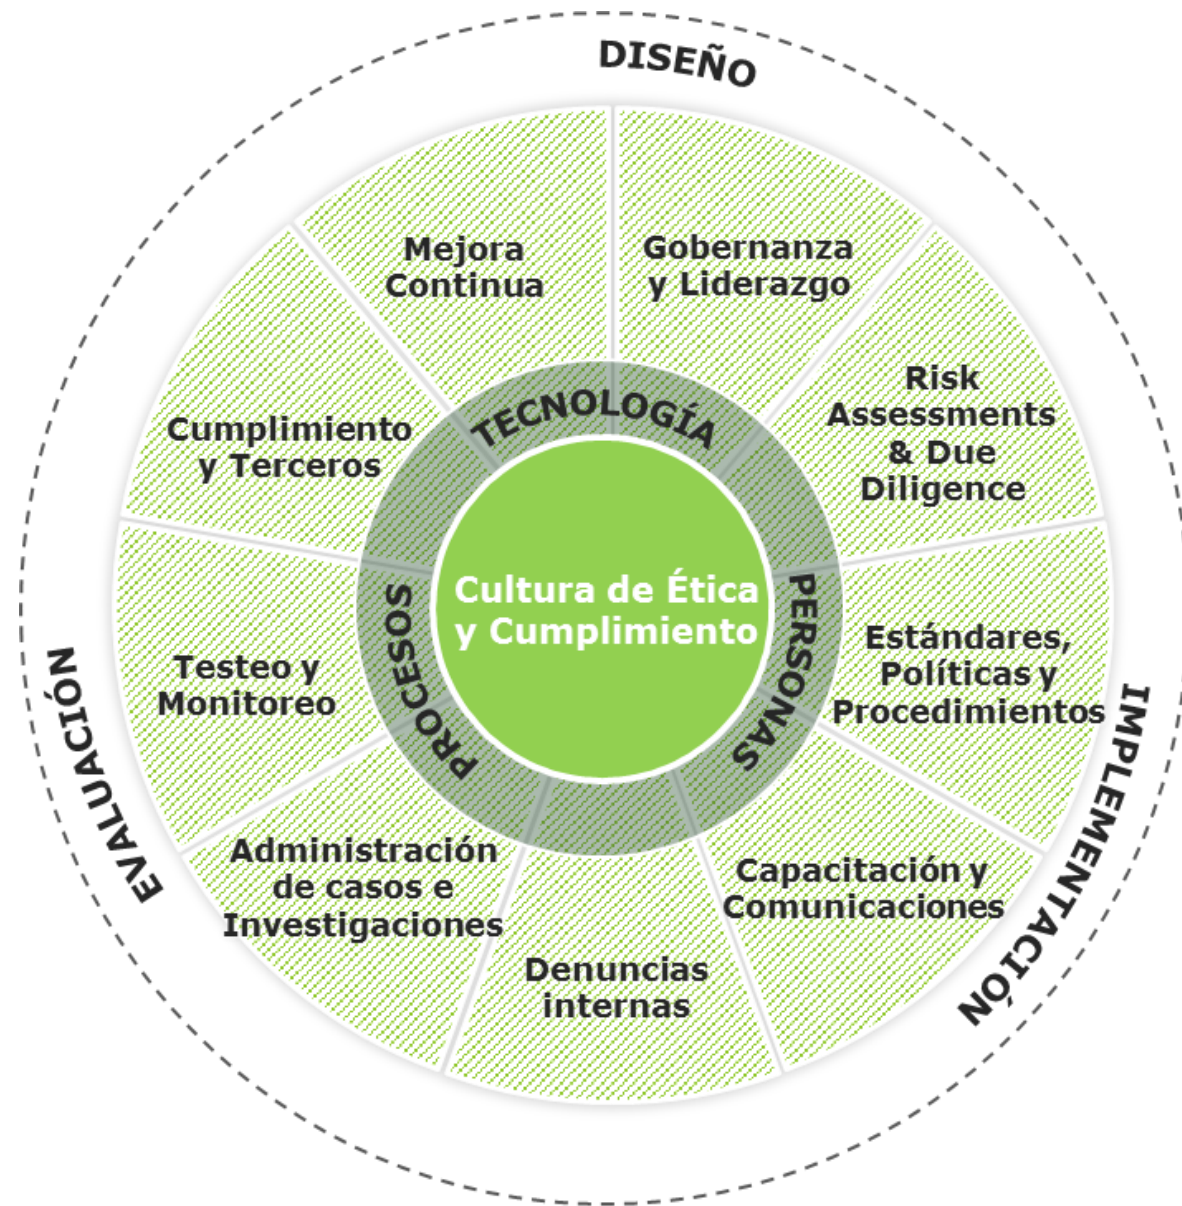 DISEÑO
Mejora
Continua
Gobernanza
y Liderazgo
Risk
Assessments
& Due
Diligence
Cumplimiento
y Terceros
TECNOLOGÍA
Cultura de Ética
y Cumplimiento
PERSONAS
PROCESOS
Estándares,
Políticas y
Procedimientos
Testeo y
Monitoreo
EVALUACIÓN
IMPLEMENTACIÓN
Administración
de casos e
Investigaciones
Capacitación y
Comunicaciones
Denuncias
internas